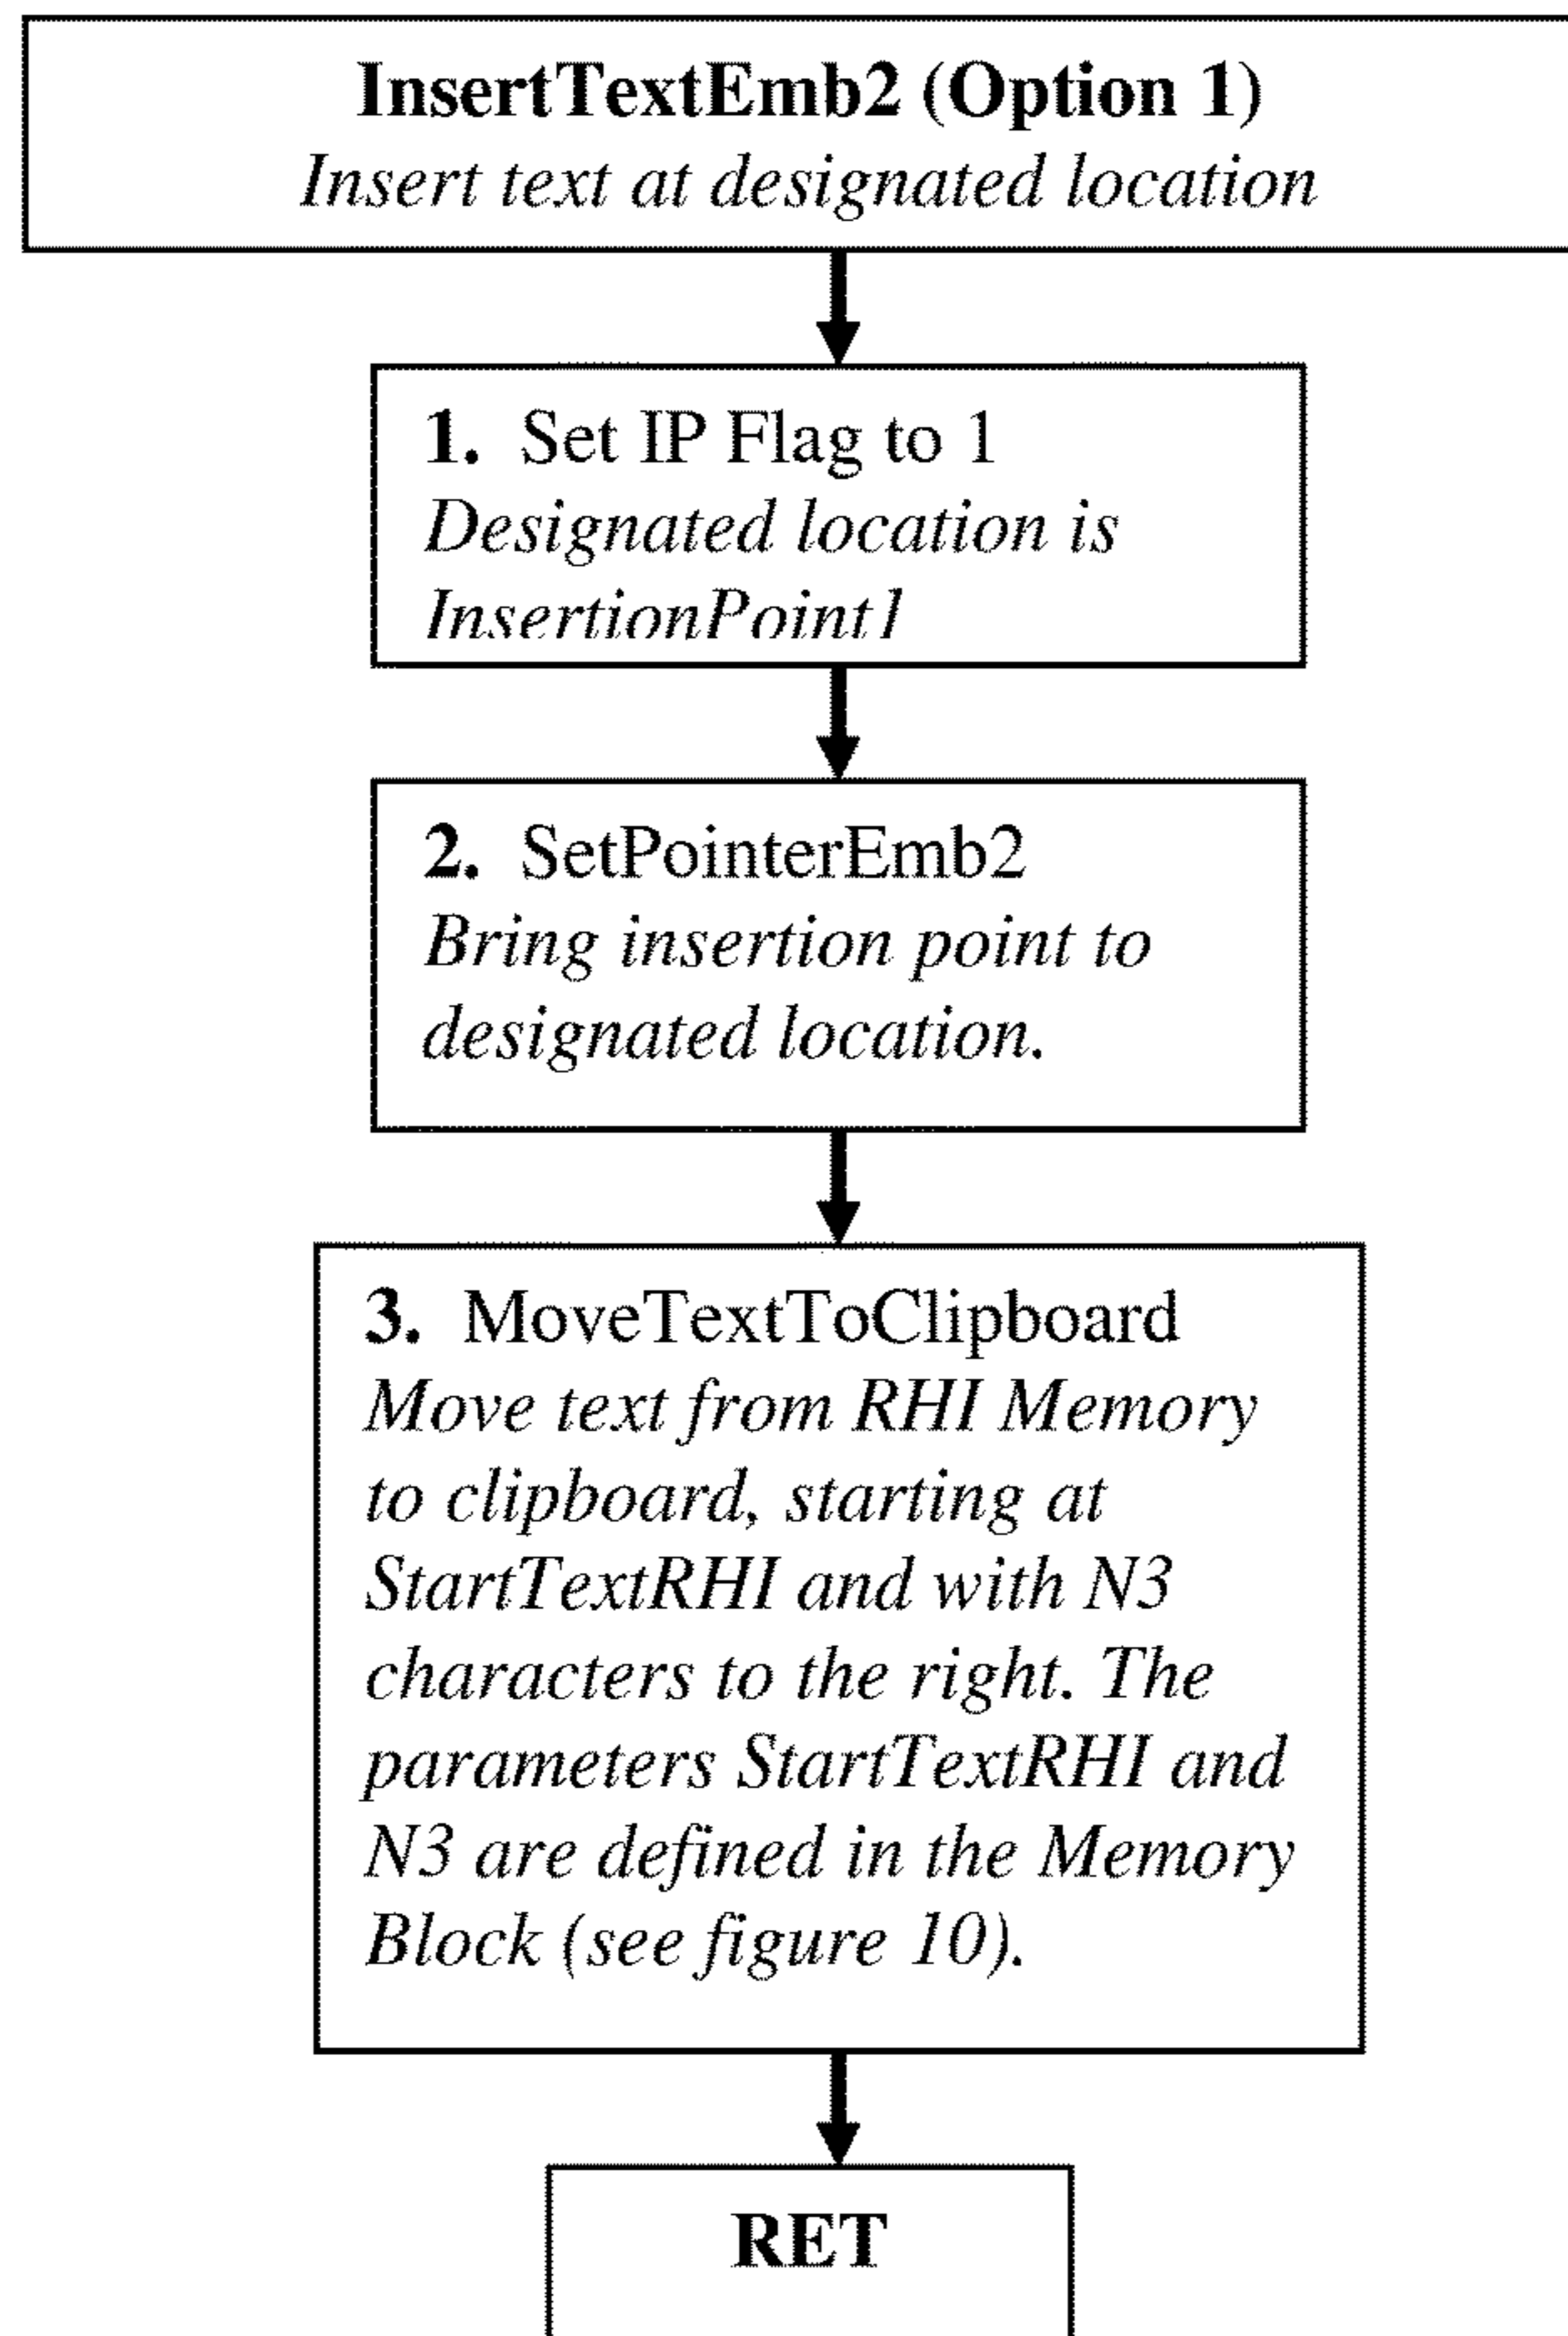 InsertTextEmb2 (Option 1)
Insert text at designated location
1. Set IP Flag to 1
Designated location is
InsertionPoint1
2. SetPointerEmb2
Bring insertion point to
designated location.
3. MoveTextToClipboard
Move text from RHI Memory
to clipboard, starting at
StartTextRHI and with N3
characters to the right. The
parameters StartTextRHI and
N3 are defined in the Memory
Block (see figure 10).
RET